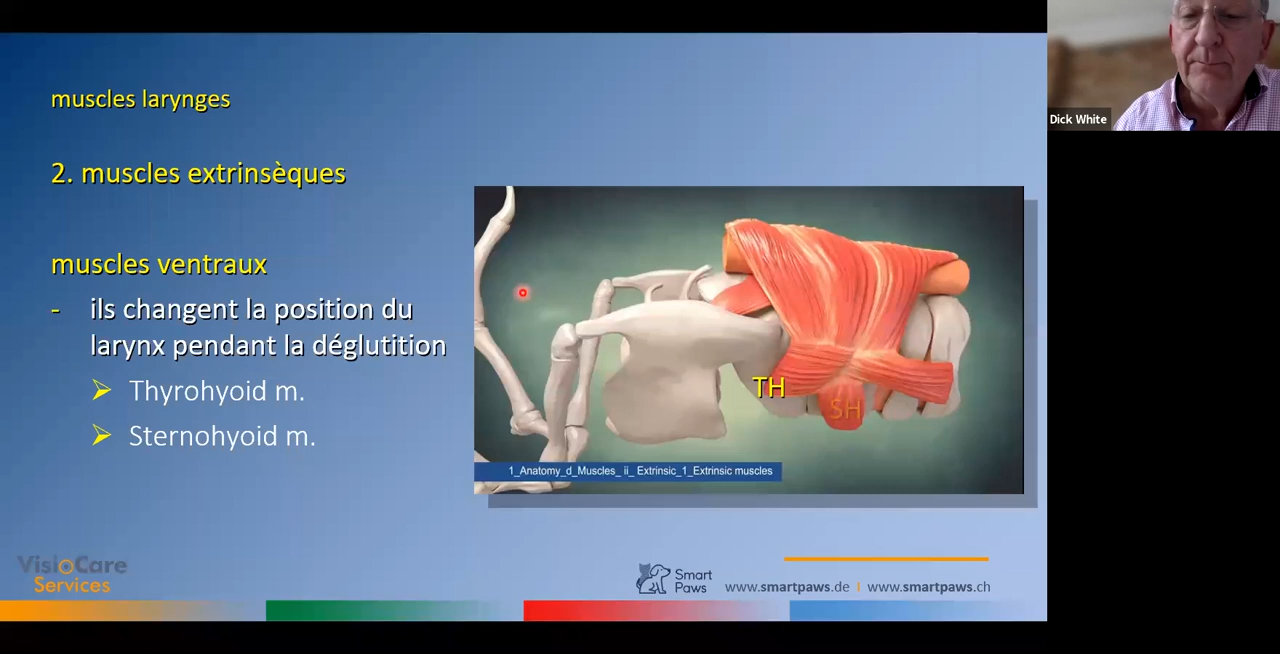 muscles larynges
Dick White
2. muscles extrinsèques
muscles ventraux
- ils changent la position du
larynx pendant la déglutition
Thyrohyoid m.
Sternohyoid m.
TH
SH
1_Anatomy_d_Muscles_ ii_ Extrinsic_1_Extrinsic muscles
VisioCare
Services
Smart
Paws
www.smartpaws.de | www.smartpaws.ch